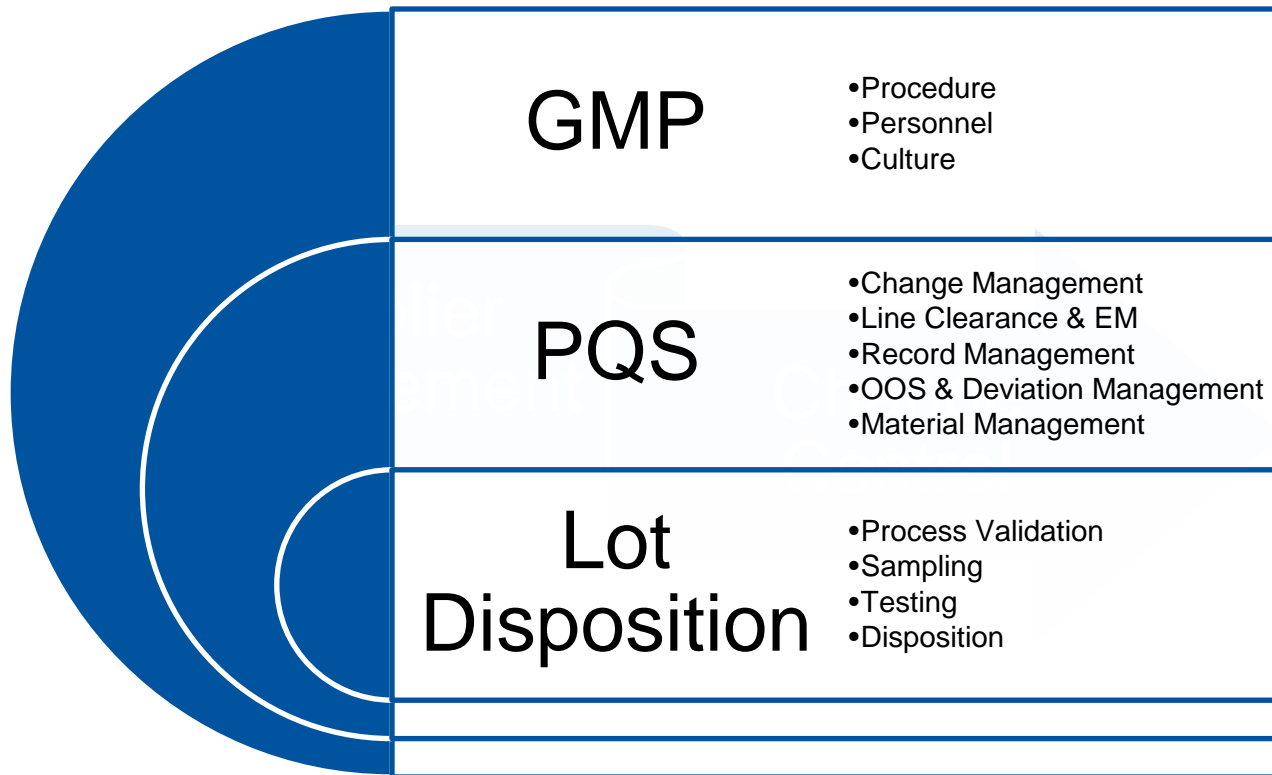 GMP
•Procedure
•Personnel
•Culture
PQS
•Change Management
•Line Clearance & EM
•Record Management
•OOS & Deviation Management
•Material Management
Lot
Disposition
•Process Validation
•Sampling
•Testing
•Disposition